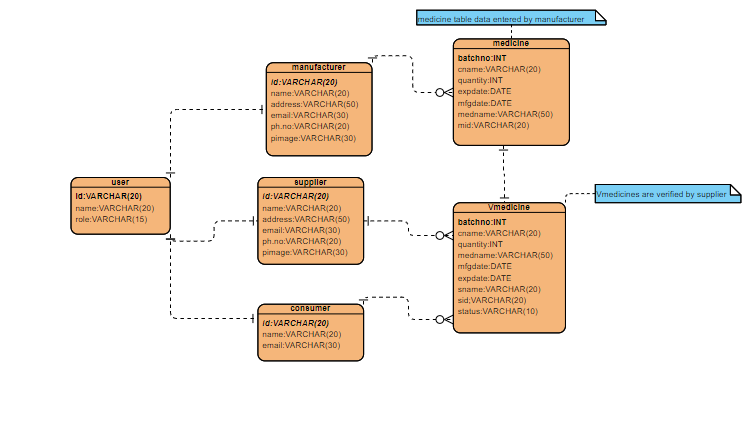 medicine table data entered by manufacturer
medicine
batchno:INT
cname:VARCHAR(20)
quantity:INT
expdate:DATE
mfgdate:DATE
medname:VARCHAR(50)
mid:VARCHAR(20)
manufacturer
id:VARCHAR(20)
name:VARCHAR(20)
address:VARCHAR(50)
email:VARCHAR(30)
ph.no:VARCHAR(20)
pimage:VARCHAR(30)
user
id:VARCHAR(20)
name:VARCHAR(20)
role:VARCHAR(15)
supplier
id:VARCHAR(20)
name:VARCHAR(20)
address:VARCHAR(50)
email:VARCHAR(30)
ph.no:VARCHAR(20)
pimage:VARCHAR(30)
Vmedicines are verified by supplier
Vmedicine
batchno:INT
cname:VARCHAR(20)
quantity:INT
medname:VARCHAR(50)
mfgdate:DATE
expdate:DATE
sname:VARCHAR(20)
sid;VARCHAR(20)
status:VARCHAR(10)
consumer
id:VARCHAR(20)
name:VARCHAR(20)
email:VARCHAR(30)